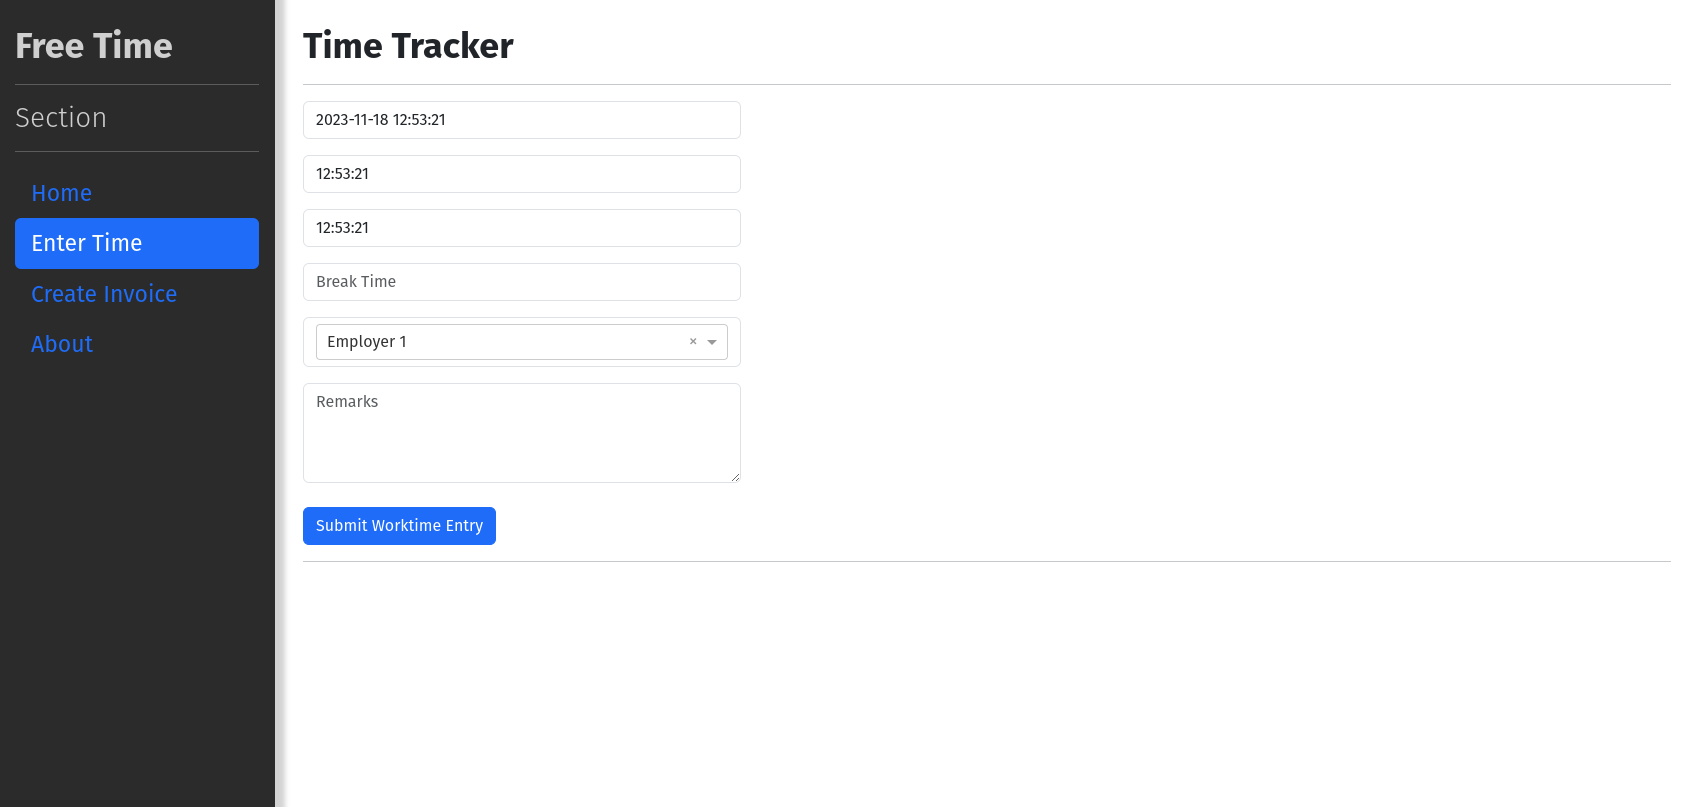 Free Time
Section
Home
Enter Time
Create Invoice
About
Time Tracker
2023-11-18 12:53:21
12:53:21
12:53:21
Break Time
Employer 1 ×
Remarks
Submit Worktime Entry